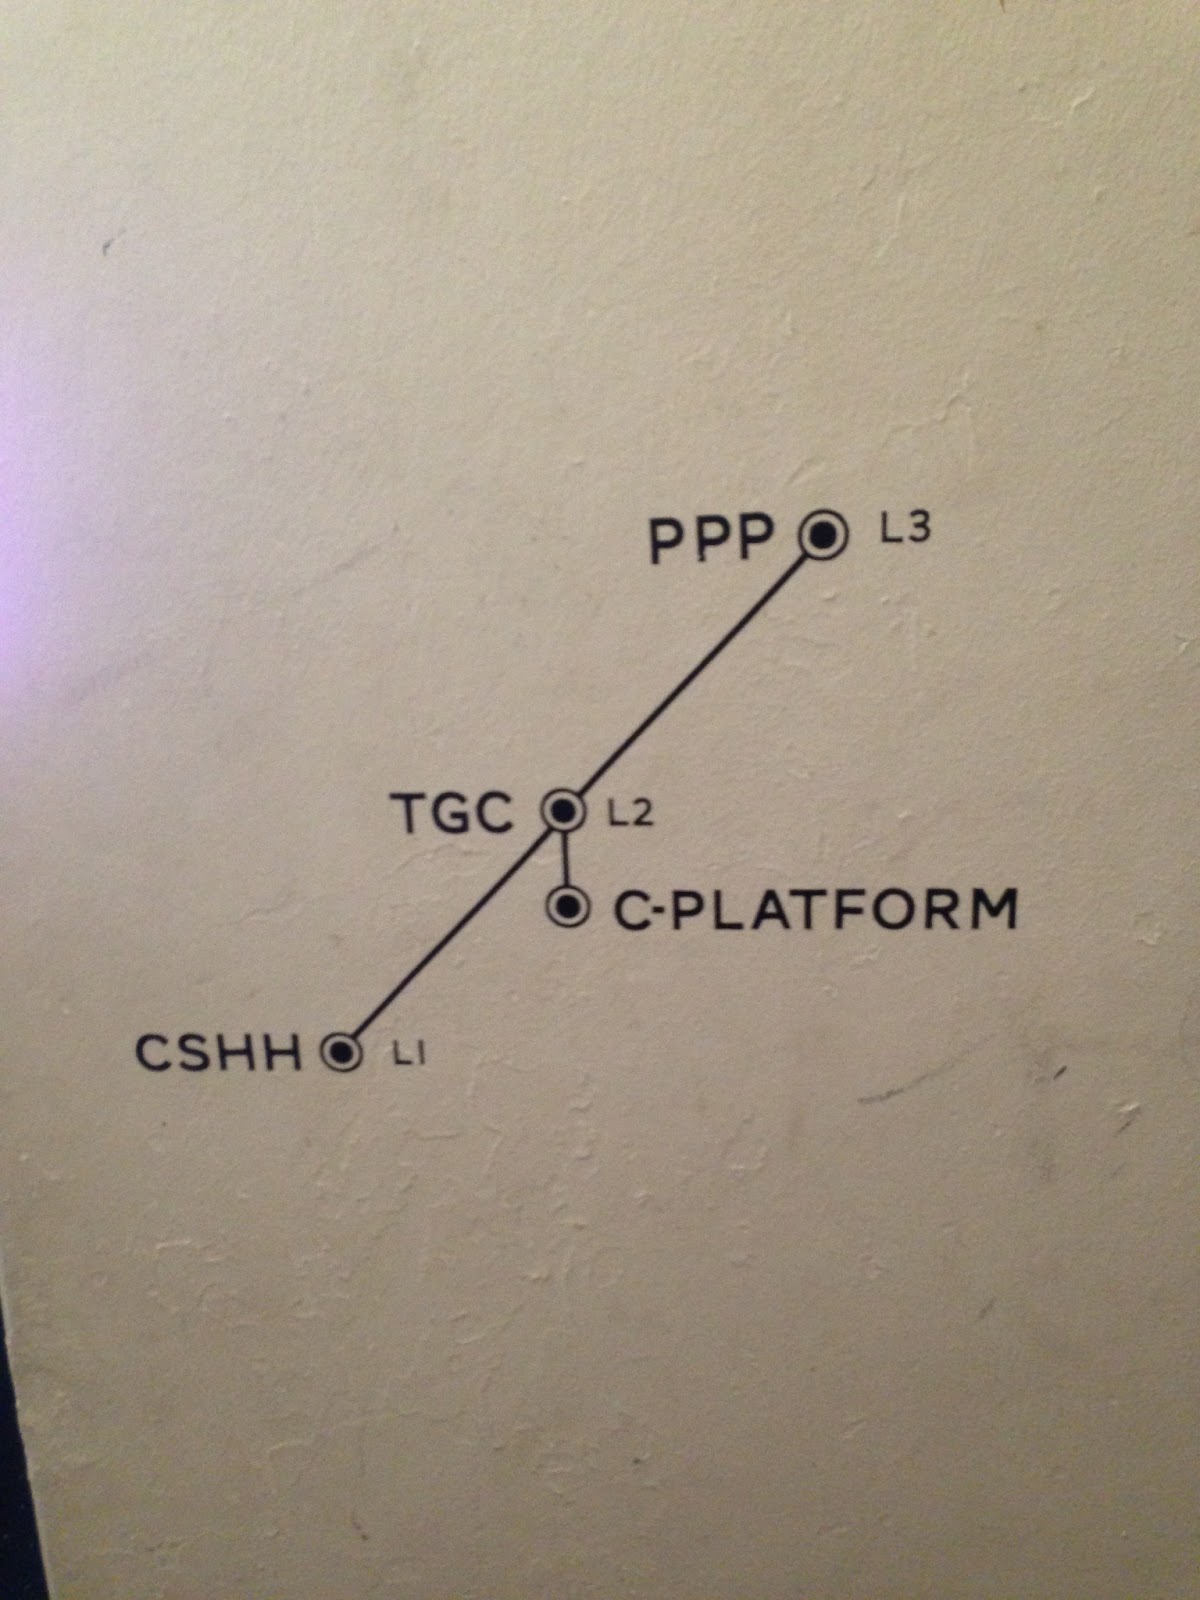 PPP L3
TGC L2
C-PLATFORM
CSHH L1